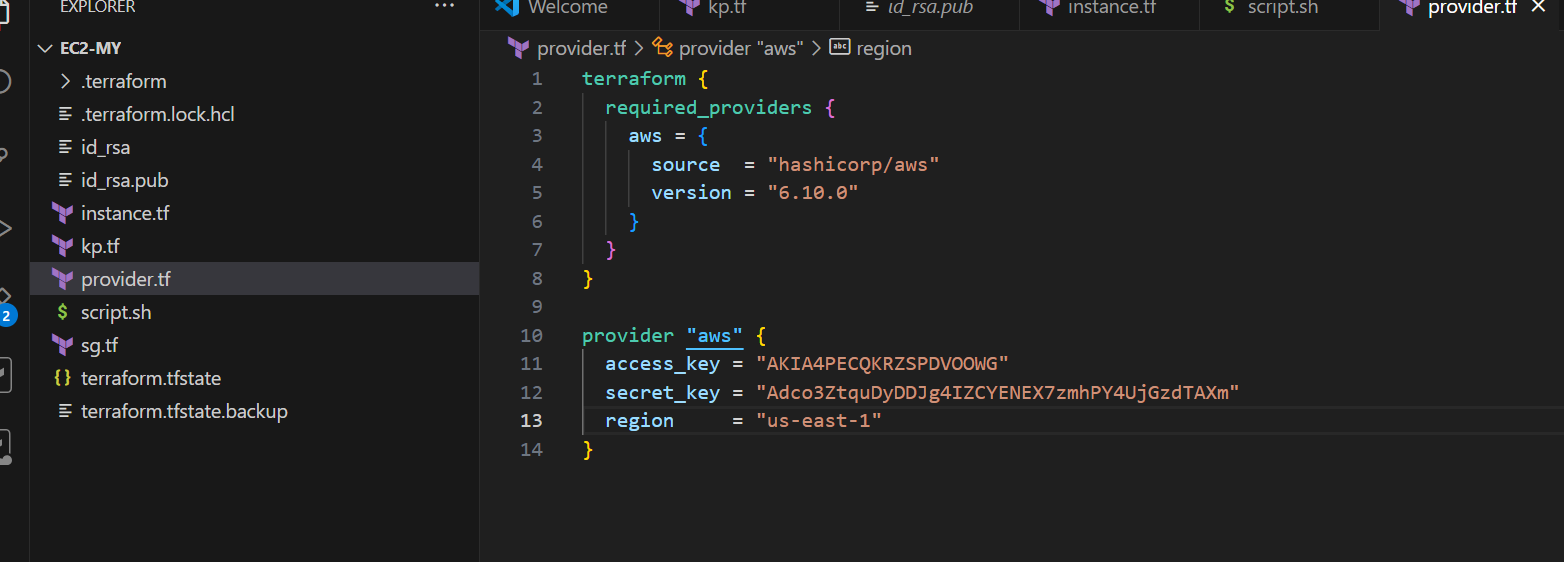 EXPLORER
...
Welcome
kp.tf
id_rsa.pub
instance.tf
$ script.sh
provider.tf
EC2-MY
.terraform
.terraform.lock.hcl
id_rsa
id_rsa.pub
instance.tf
kp.tf
provider.tf
$ script.sh
sg.tf
{} terraform.tfstate
terraform.tfstate.backup
2
provider.tf > provider "aws" > abc region
1 terraform {
2 required_providers {
3 aws = {
4 source = "hashicorp/aws"
5 version = "6.10.0"
6 }
7 }
8 }
9
10 provider "aws" {
11 access_key = "AKIA4PECQKRZSPDVOOWG"
12 secret_key = "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"
13 region = "us-east-1"
14 }